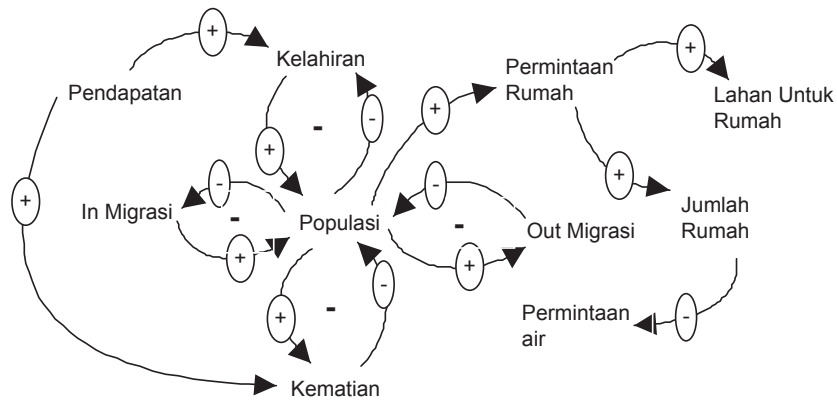 +
Kelahiran
Pendapatan
+
-
-
+
Permintaan
Rumah
+
+
Lahan Untuk
Rumah
+
In Migrasi
-
-
+
Populasi
-
-
+
Out Migrasi
+
Jumlah
Rumah
+
-
-
Kematian
Permintaan
air
-